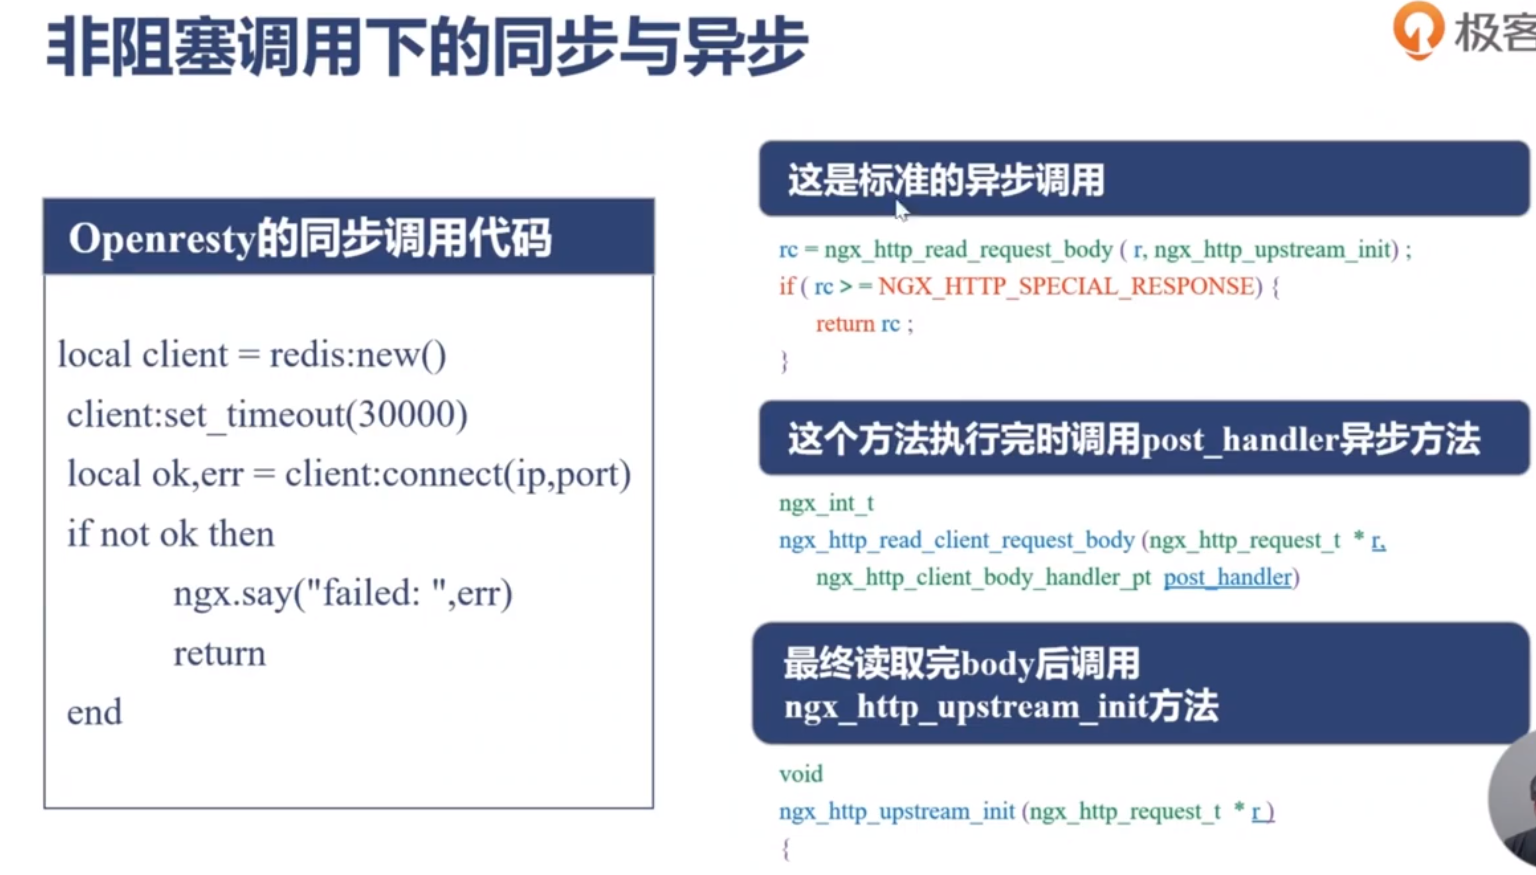 非阻塞调用下的同步与异步
极客
Openresty的同步调用代码
local client = redis:new()
client:set_timeout(30000)
local ok,err = client:connect(ip,port)
if not ok then
ngx.say("failed: ",err)
return
end
这是标准的异步调用
rc = ngx_http_read_request_body ( r, ngx_http_upstream_init) ;
if ( rc > = NGX_HTTP_SPECIAL_RESPONSE) {
return rc ;
}
这个方法执行完时调用post_handler异步方法
ngx_int_t
ngx_http_read_client_request_body (ngx_http_request_t * r,
ngx_http_client_body_handler_pt post_handler)
最终读取完body后调用
ngx_http_upstream_init方法
void
ngx_http_upstream_init (ngx_http_request_t * r )
{